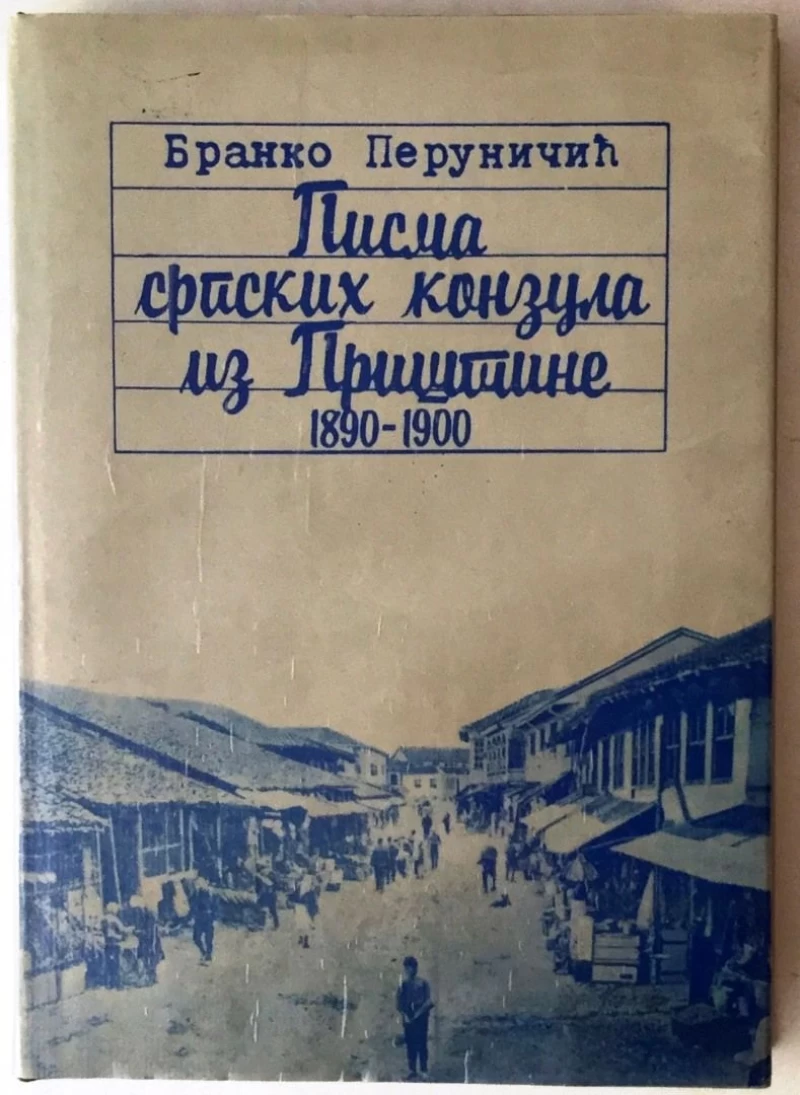 Бранко Перуничић
Писма
српских конзула
из Приштине
1890-1900